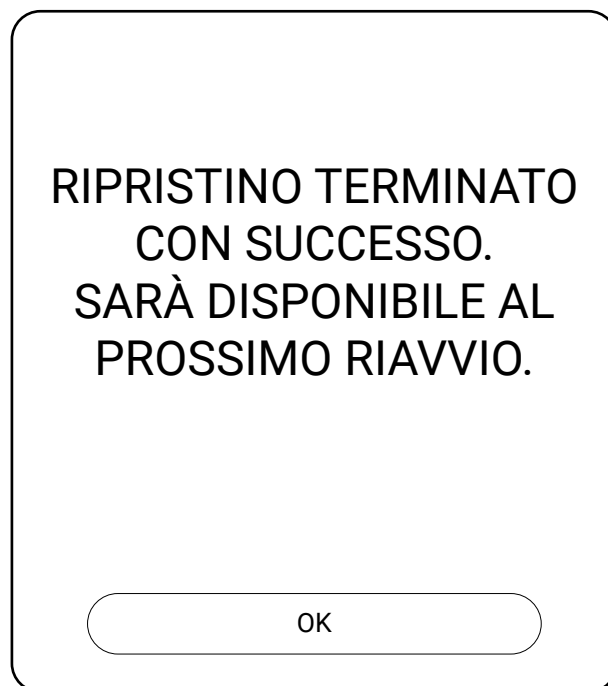 RIPRISTINO TERMINATO
CON SUCCESSO.
SARÀ DISPONIBILE AL
PROSSIMO RIAVVIO.
OK